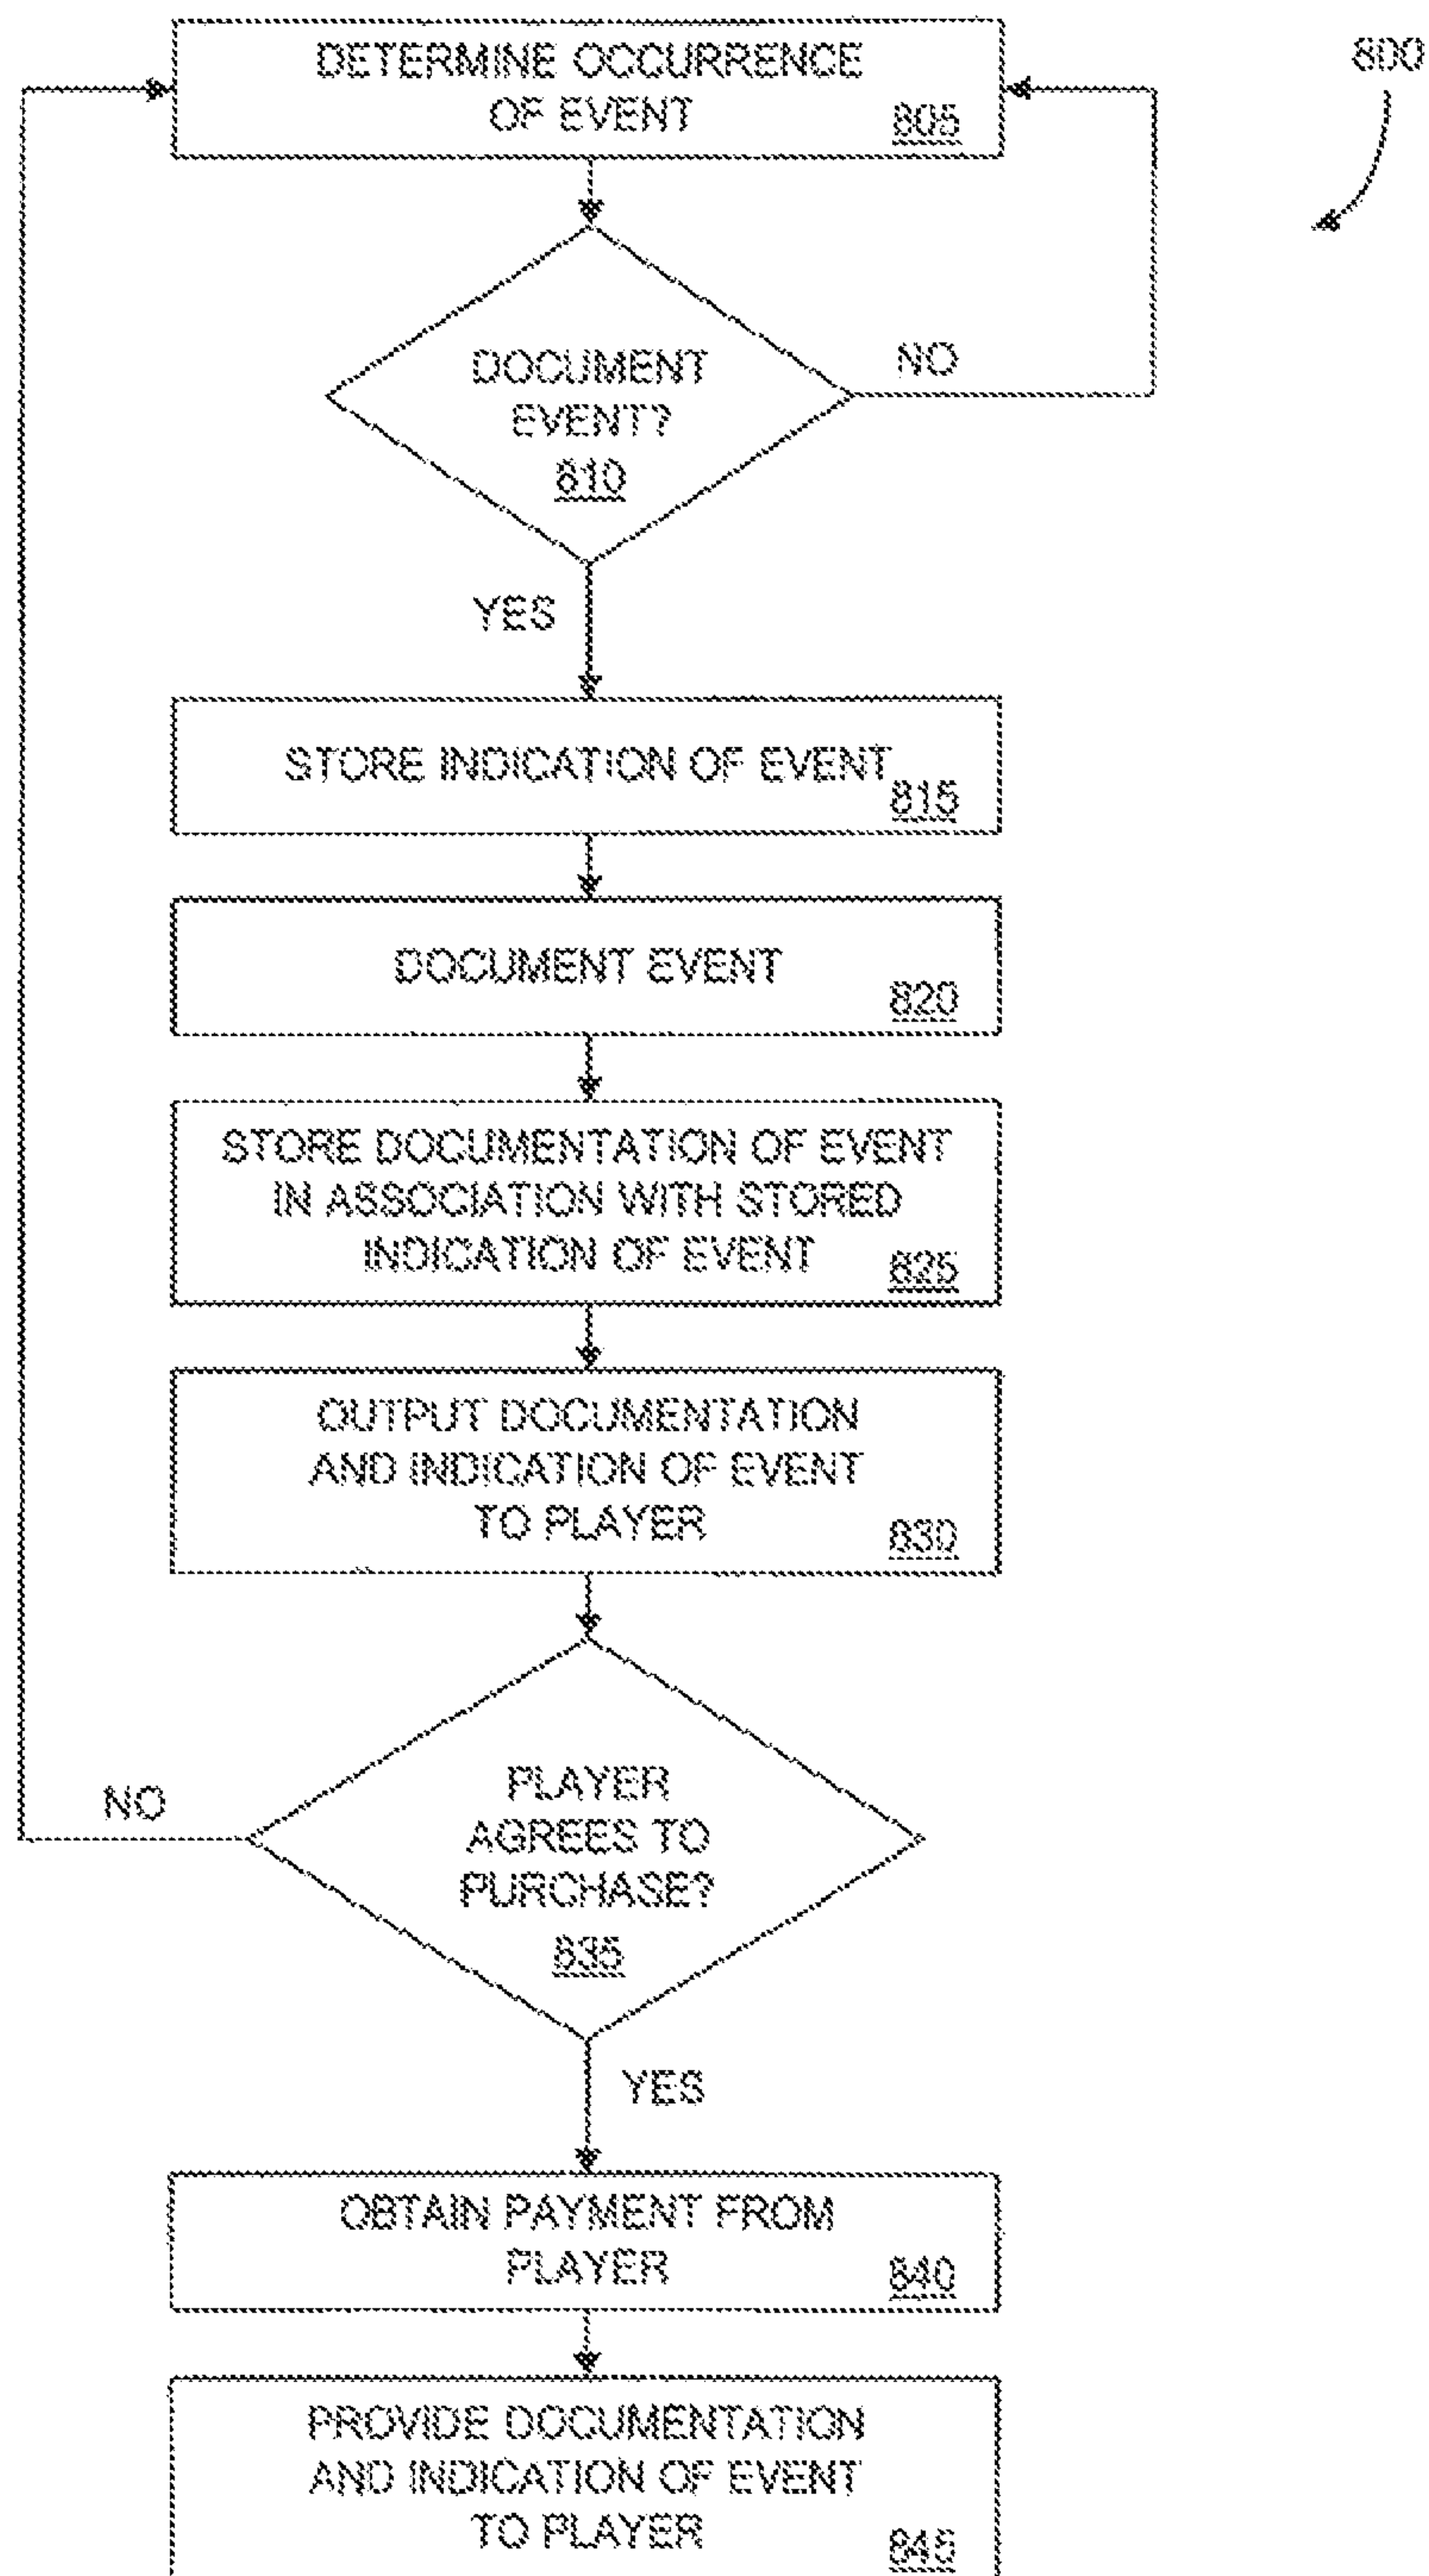 800
DETERMINE OCCURRENCE
OF EVENT
805
DOCUMENT
EVENT?
810
NO
YES
STORE INDICATION OF EVENT
815
DOCUMENT EVENT
820
STORE DOCUMENTATION OF EVENT
IN ASSOCIATION WITH STORED
INDICATION OF EVENT
825
OUTPUT DOCUMENTATION
AND INDICATION OF EVENT
TO PLAYER
830
PLAYER
AGREES TO
PURCHASE?
835
NO
YES
OBTAIN PAYMENT FROM
PLAYER
840
PROVIDE DOCUMENTATION
AND INDICATION OF EVENT
TO PLAYER
845